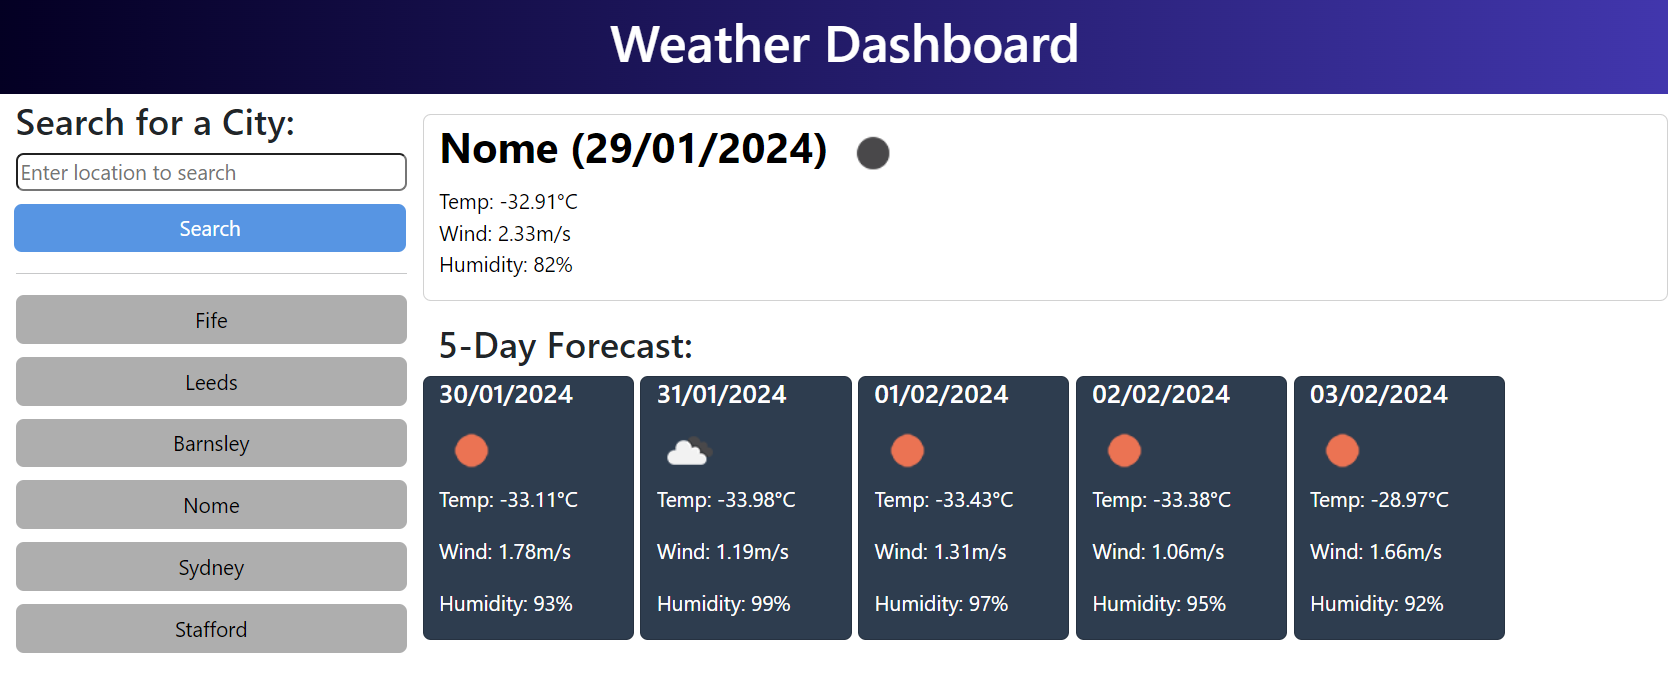 Weather Dashboard
Search for a City:
Enter location to search
Search
Fife
Leeds
Barnsley
Nome
Sydney
Stafford
Nome (29/01/2024)
Temp: -32.91°C
Wind: 2.33m/s
Humidity: 82%
5-Day Forecast:
30/01/2024
Temp: -33.11°C
Wind: 1.78m/s
Humidity: 93%
31/01/2024
Temp: -33.98°C
Wind: 1.19m/s
Humidity: 99%
01/02/2024
Temp: -33.43°C
Wind: 1.31m/s
Humidity: 97%
02/02/2024
Temp: -33.38°C
Wind: 1.06m/s
Humidity: 95%
03/02/2024
Temp: -28.97°C
Wind: 1.66m/s
Humidity: 92%